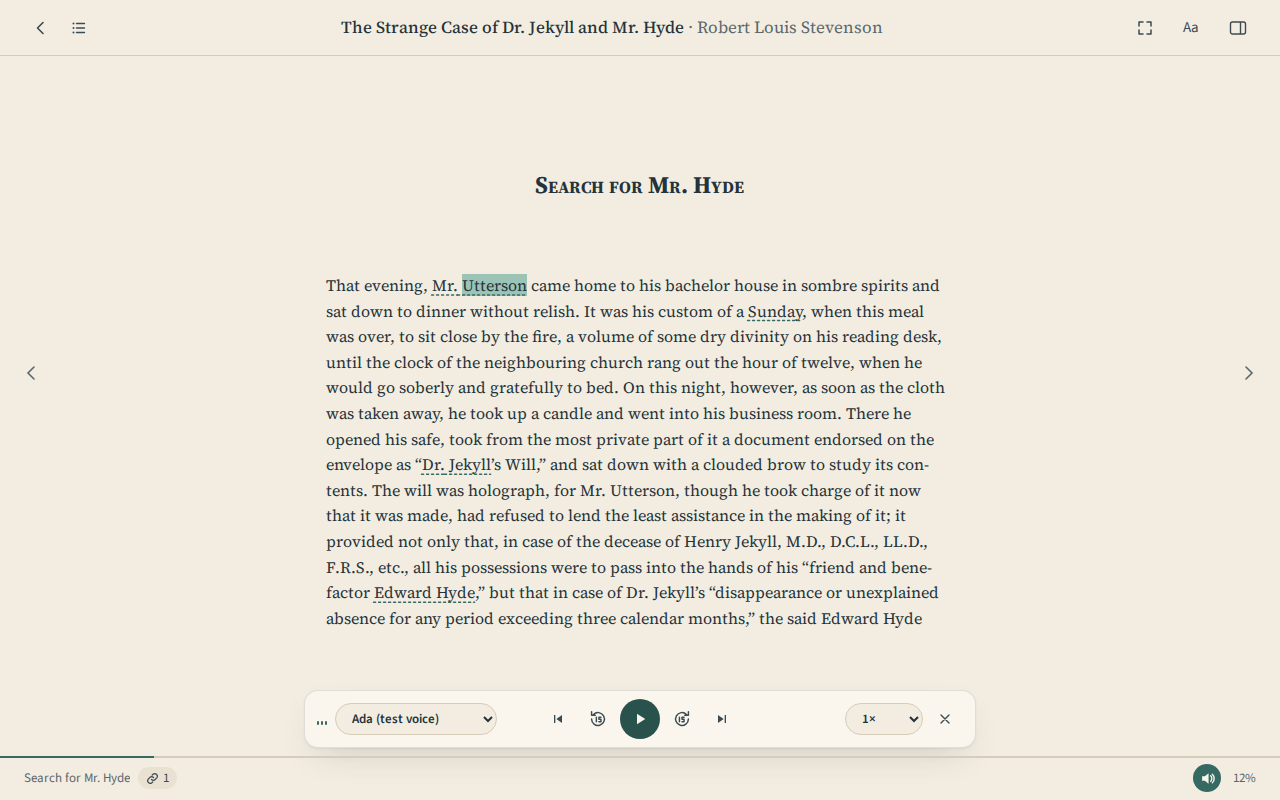 The Strange Case of Dr. Jekyll and Mr. Hyde · Robert Louis Stevenson
Aa
Search for Mr. Hyde
That evening, Mr. Utterson came home to his bachelor house in sombre spirits and
sat down to dinner without relish. It was his custom of a Sunday, when this meal
was over, to sit close by the fire, a volume of some dry divinity on his reading desk,
until the clock of the neighbouring church rang out the hour of twelve, when he
would go soberly and gratefully to bed. On this night, however, as soon as the cloth
was taken away, he took up a candle and went into his business room. There he
opened his safe, took from the most private part of it a document endorsed on the
envelope as “Dr. Jekyll’s Will,” and sat down with a clouded brow to study its con-
tents. The will was holograph, for Mr. Utterson, though he took charge of it now
that it was made, had refused to lend the least assistance in the making of it; it
provided not only that, in case of the decease of Henry Jekyll, M.D., D.C.L., LL.D.,
F.R.S., etc., all his possessions were to pass into the hands of his “friend and bene-
factor Edward Hyde,” but that in case of Dr. Jekyll’s “disappearance or unexplained
absence for any period exceeding three calendar months,” the said Edward Hyde
Ada (test voice)
15
15
1×
Search for Mr. Hyde
1
12%